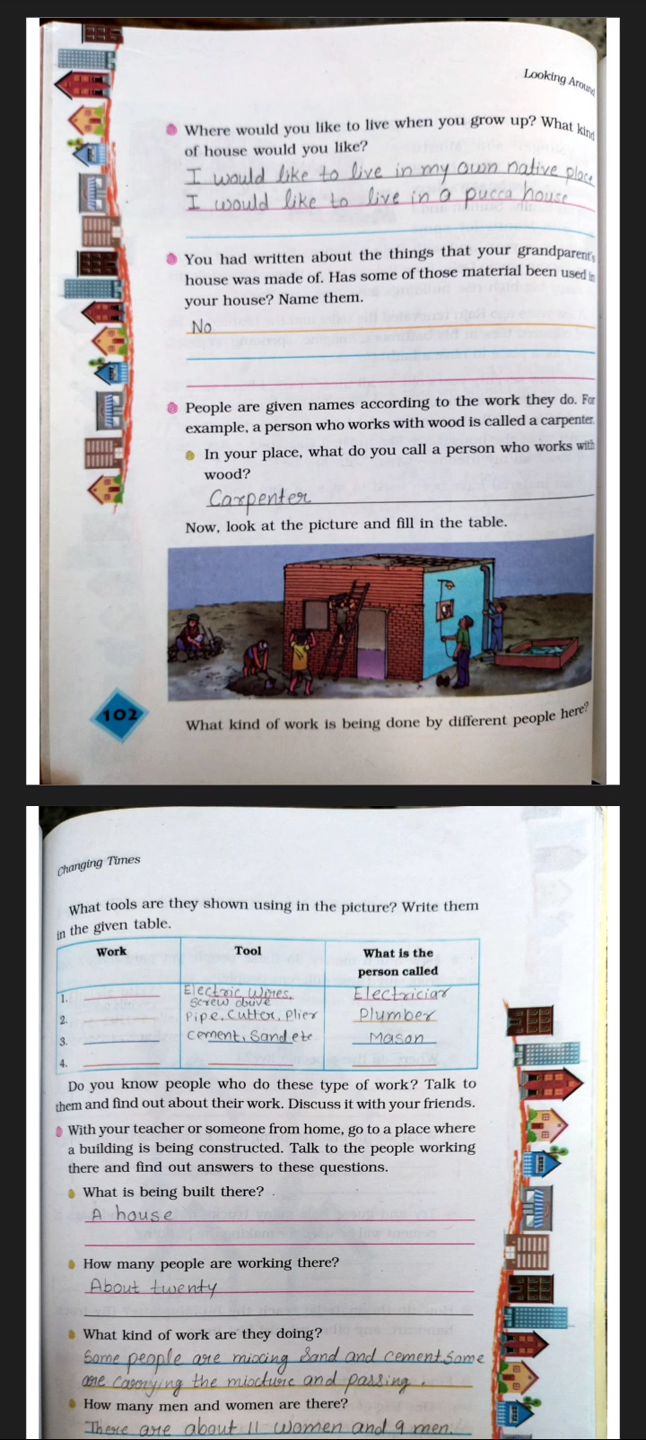 Looking Around
Where would you like to live when you grow up? What kind
of house would you like?
I would like to live in my own native place
I would like to live in a pucca house
You had written about the things that your grandparent's
house was made of. Has some of those material been used in
your house? Name them.
No
People are given names according to the work they do. For
example, a person who works with wood is called a carpenter.
In your place, what do you call a person who works with
wood?
Carpenter
Now, look at the picture and fill in the table.
102
What kind of work is being done by different people here?
Changing Times
What tools are they shown using in the picture? Write them
in the given table.
Work Tool What is the
person called
1. Electric wires, Electrician
screw drive
2. Pipe, Cutter, Plier Plumber
3. Cement, Sand etc Mason
4.
Do you know people who do these type of work? Talk to
them and find out about their work. Discuss it with your friends.
With your teacher or someone from home, go to a place where
a building is being constructed. Talk to the people working
there and find out answers to these questions.
What is being built there?
A house
How many people are working there?
About twenty
What kind of work are they doing?
Some people are mixing Sand and cement. Some
are carrying the mixture and passing.
How many men and women are there?
There are about 11 women and 9 men.